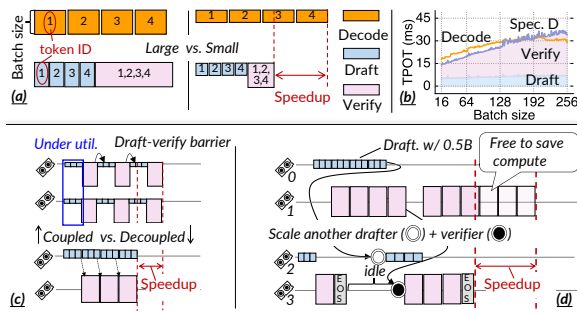 Batch size
1 2 3 4
token ID
1 2 3 4 1,2,3,4
(a)
Large vs. Small
1 2 3 4
1 2 3 4 1,2,
3,4
Speedup
Decode
Draft
Verify
TPOT (ms)
45
30
15
0
Decode
Spec. D
Verify
Draft
16 64 128 192 256
Batch size
(b)
Under util.
Draft-verify barrier
Coupled vs. Decoupled
Speedup
(c)
Draft. w/ 0.5B
Free to save
compute
0
1
Scale another drafter ( ) + verifier ( )
2
idle
3
EOS
EOS
Speedup
(d)